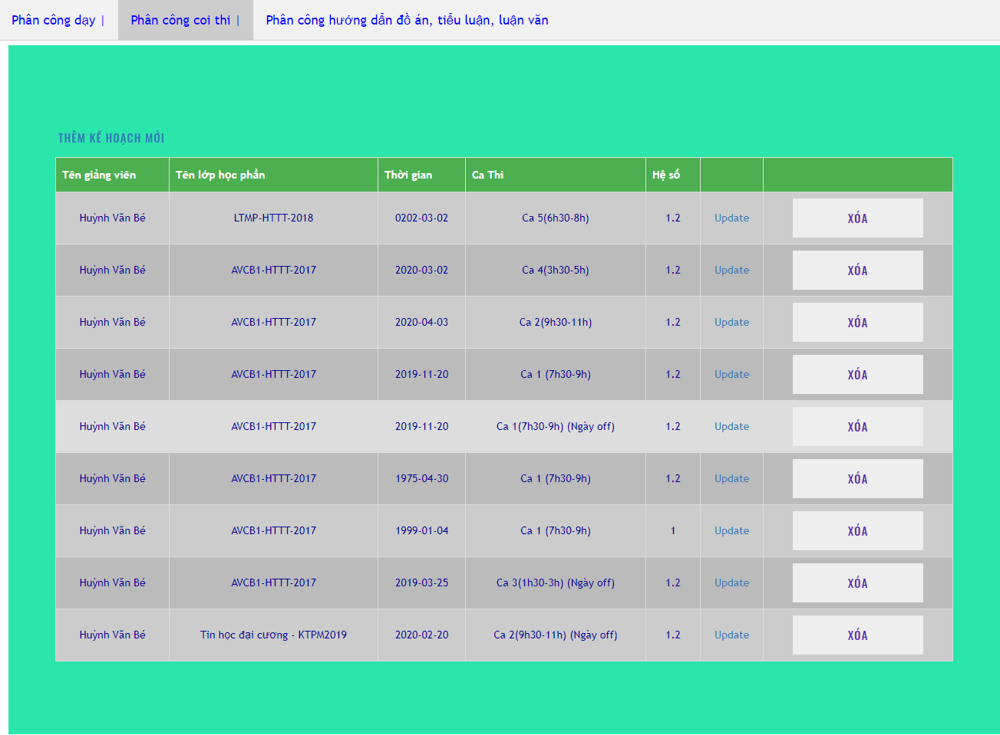 Phân công dạy | Phân công coi thi | Phân công hướng dẫn đồ án, tiểu luận, luận văn
THÊM KẾ HOẠCH MỚI
Tên giảng viên Tên lớp học phần Thời gian Ca Thi Hệ số
Huỳnh Văn Bé LTMP-HTTT-2018 0202-03-02 Ca 5(6h30-8h) 1.2 Update XÓA
Huỳnh Văn Bé AVCB1-HTTT-2017 2020-03-02 Ca 4(3h30-5h) 1.2 Update XÓA
Huỳnh Văn Bé AVCB1-HTTT-2017 2020-04-03 Ca 2(9h30-11h) 1.2 Update XÓA
Huỳnh Văn Bé AVCB1-HTTT-2017 2019-11-20 Ca 1 (7h30-9h) 1.2 Update XÓA
Huỳnh Văn Bé AVCB1-HTTT-2017 2019-11-20 Ca 1(7h30-9h) (Ngày off) 1.2 Update XÓA
Huỳnh Văn Bé AVCB1-HTTT-2017 1975-04-30 Ca 1 (7h30-9h) 1.2 Update XÓA
Huỳnh Văn Bé AVCB1-HTTT-2017 1999-01-04 Ca 1 (7h30-9h) 1 Update XÓA
Huỳnh Văn Bé AVCB1-HTTT-2017 2019-03-25 Ca 3(1h30-3h) (Ngày off) 1.2 Update XÓA
Huỳnh Văn Bé Tin học đại cương - KTPM2019 2020-02-20 Ca 2(9h30-11h) (Ngày off) 1.2 Update XÓA